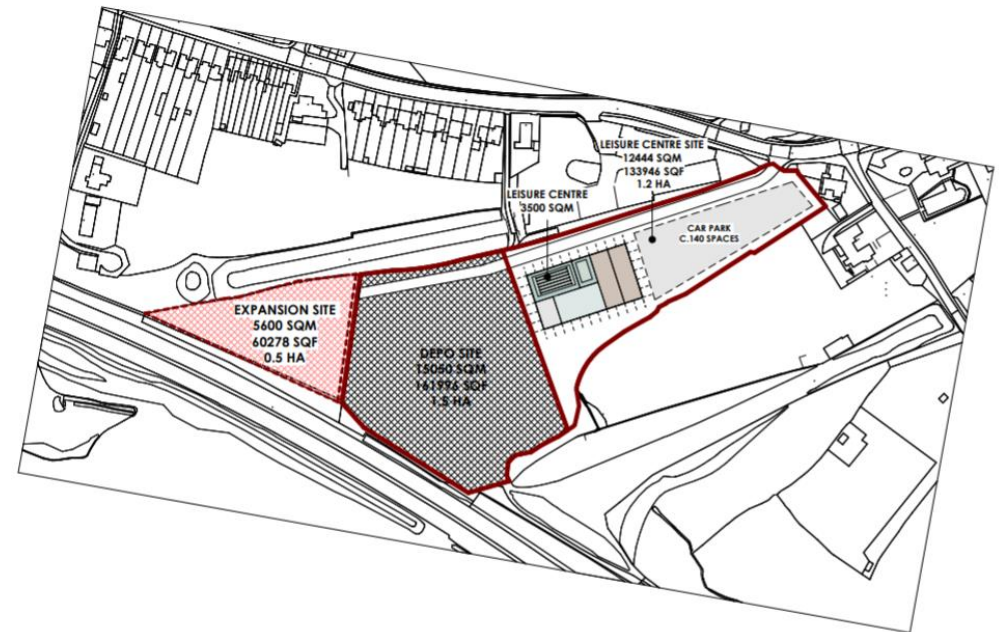 LEISURE CENTRE SITE
12444 SQM
133946 SQF
1.2 HA
LEISURE CENTRE
3500 SQM
CAR PARK
C.140 SPACES
EXPANSION SITE
5600 SQM
60278 SQF
0.5 HA
DEPO SITE
15050 SQM
161996 SQF
1.5 HA